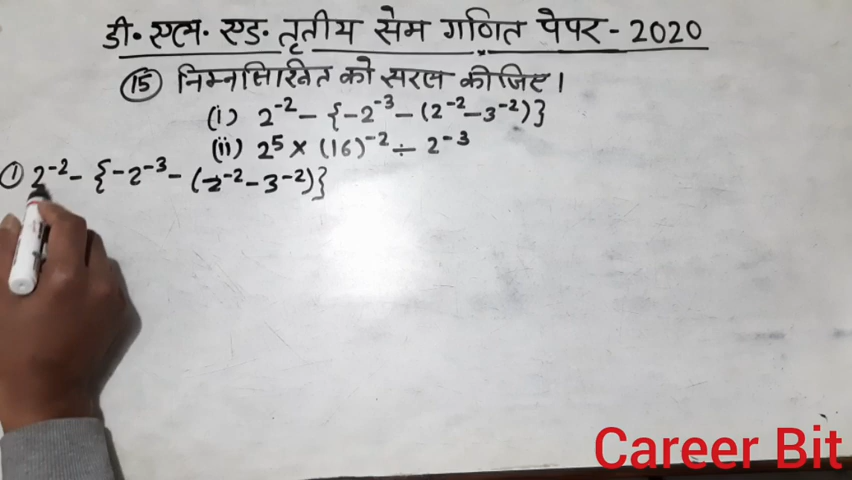 डी॰ एल॰ एड॰ तृतीय सेम गणित पेपर - 2020
(15) निम्नलिखित को सरल कीजिए।
(i) 2⁻² - {-2⁻³ - (2⁻² - 3⁻²)}
(ii) 2⁵ × (16)⁻² ÷ 2⁻³
① 2⁻² - {-2⁻³ - (2⁻² - 3⁻²)}
Career Bit